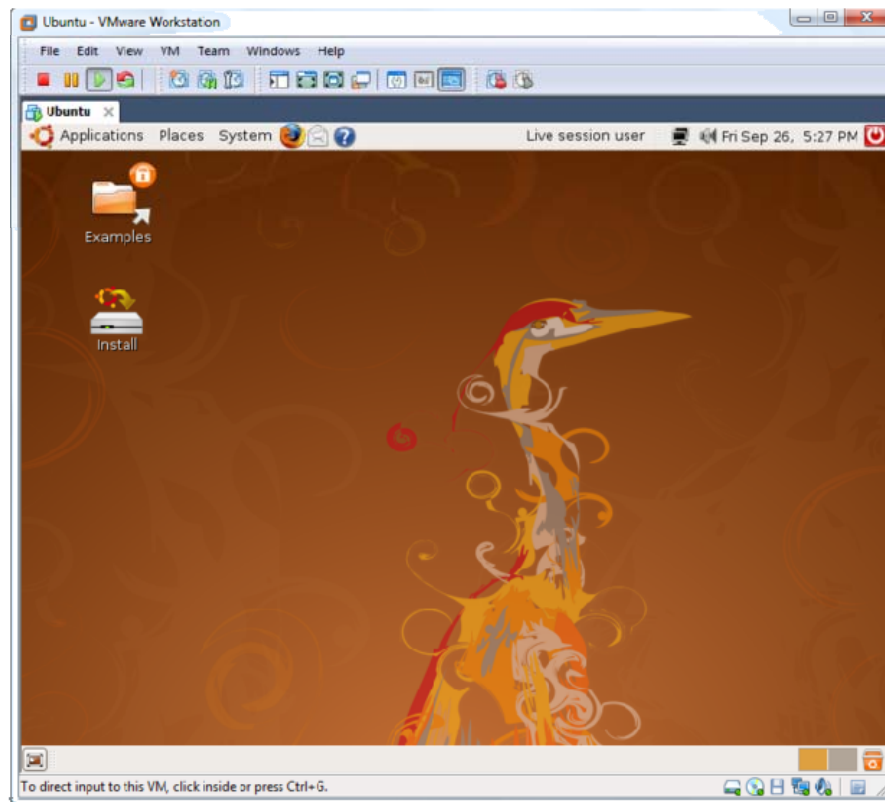 Ubuntu - VMware Workstation
File Edit View VM Team Windows Help
Ubuntu
Applications Places System
Live session user Fri Sep 26, 5:27 PM
Examples
Install
To direct input to this VM, click inside or press Ctrl+G.